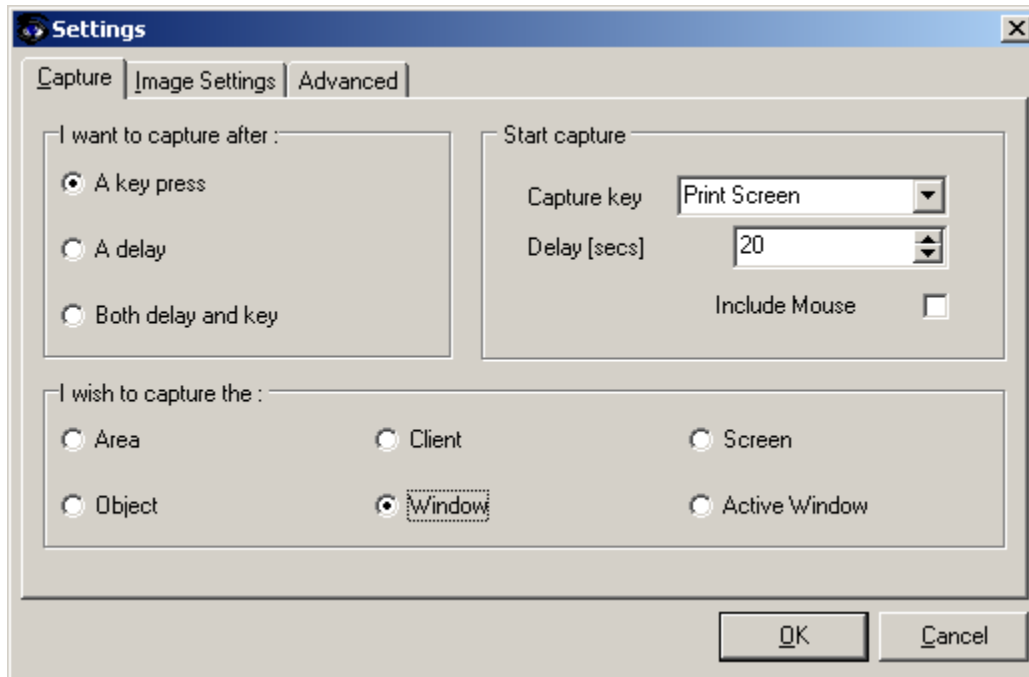 Settings
Capture Image Settings Advanced
I want to capture after :
A key press
A delay
Both delay and key
Start capture
Capture key Print Screen
Delay [secs] 20
Include Mouse
I wish to capture the :
Area Client Screen
Object Window Active Window
OK Cancel